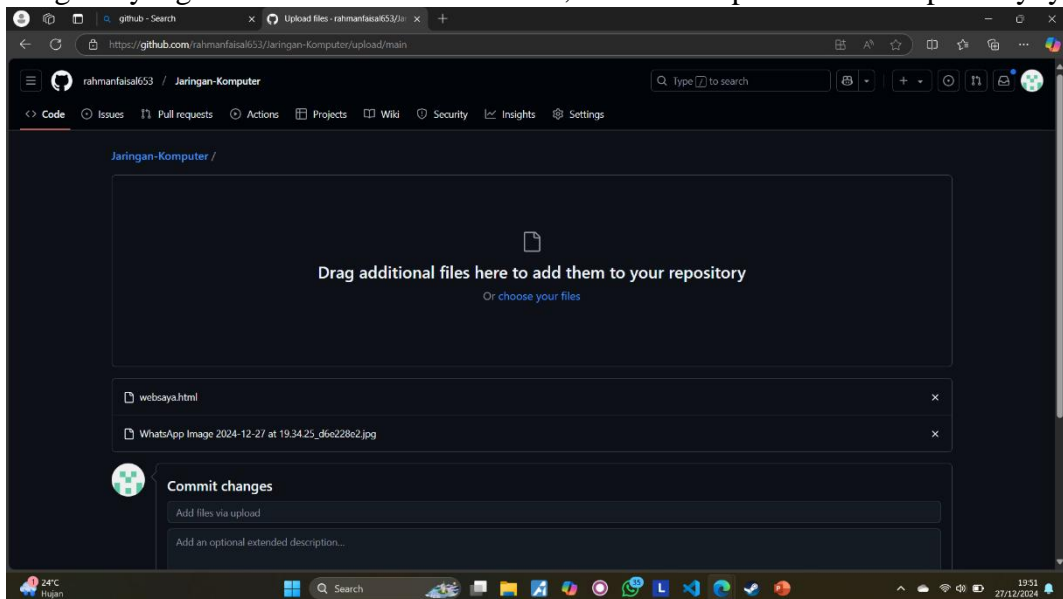 github - Search
Upload files · rahmanfaisal653/Jar
https://github.com/rahmanfaisal653/Jaringan-Komputer/upload/main
rahmanfaisal653 / Jaringan-Komputer
Type / to search
Code Issues Pull requests Actions Projects Wiki Security Insights Settings
Jaringan-Komputer /
Drag additional files here to add them to your repository
Or choose your files
websaya.html
WhatsApp Image 2024-12-27 at 19.34.25_d6e228e2.jpg
Commit changes
Add files via upload
Add an optional extended description...
24°C
Hujan
Search
35
19:51
27/12/2024